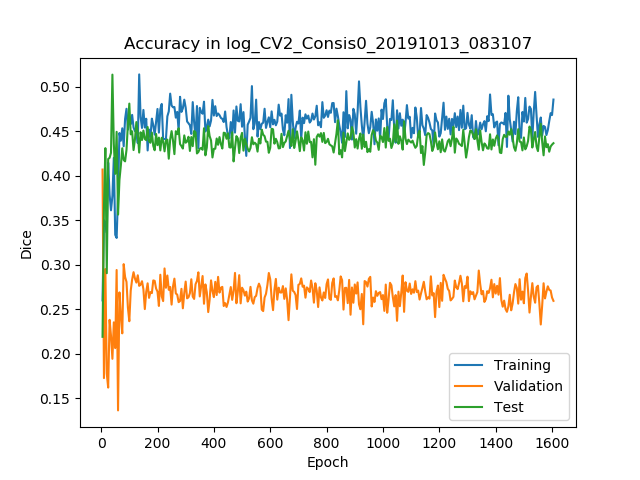 Accuracy in log_CV2_Consis0_20191013_083107
Dice
0.50
0.45
0.40
0.35
0.30
0.25
0.20
0.15
0 200 400 600 800 1000 1200 1400 1600
Epoch
Training
Validation
Test